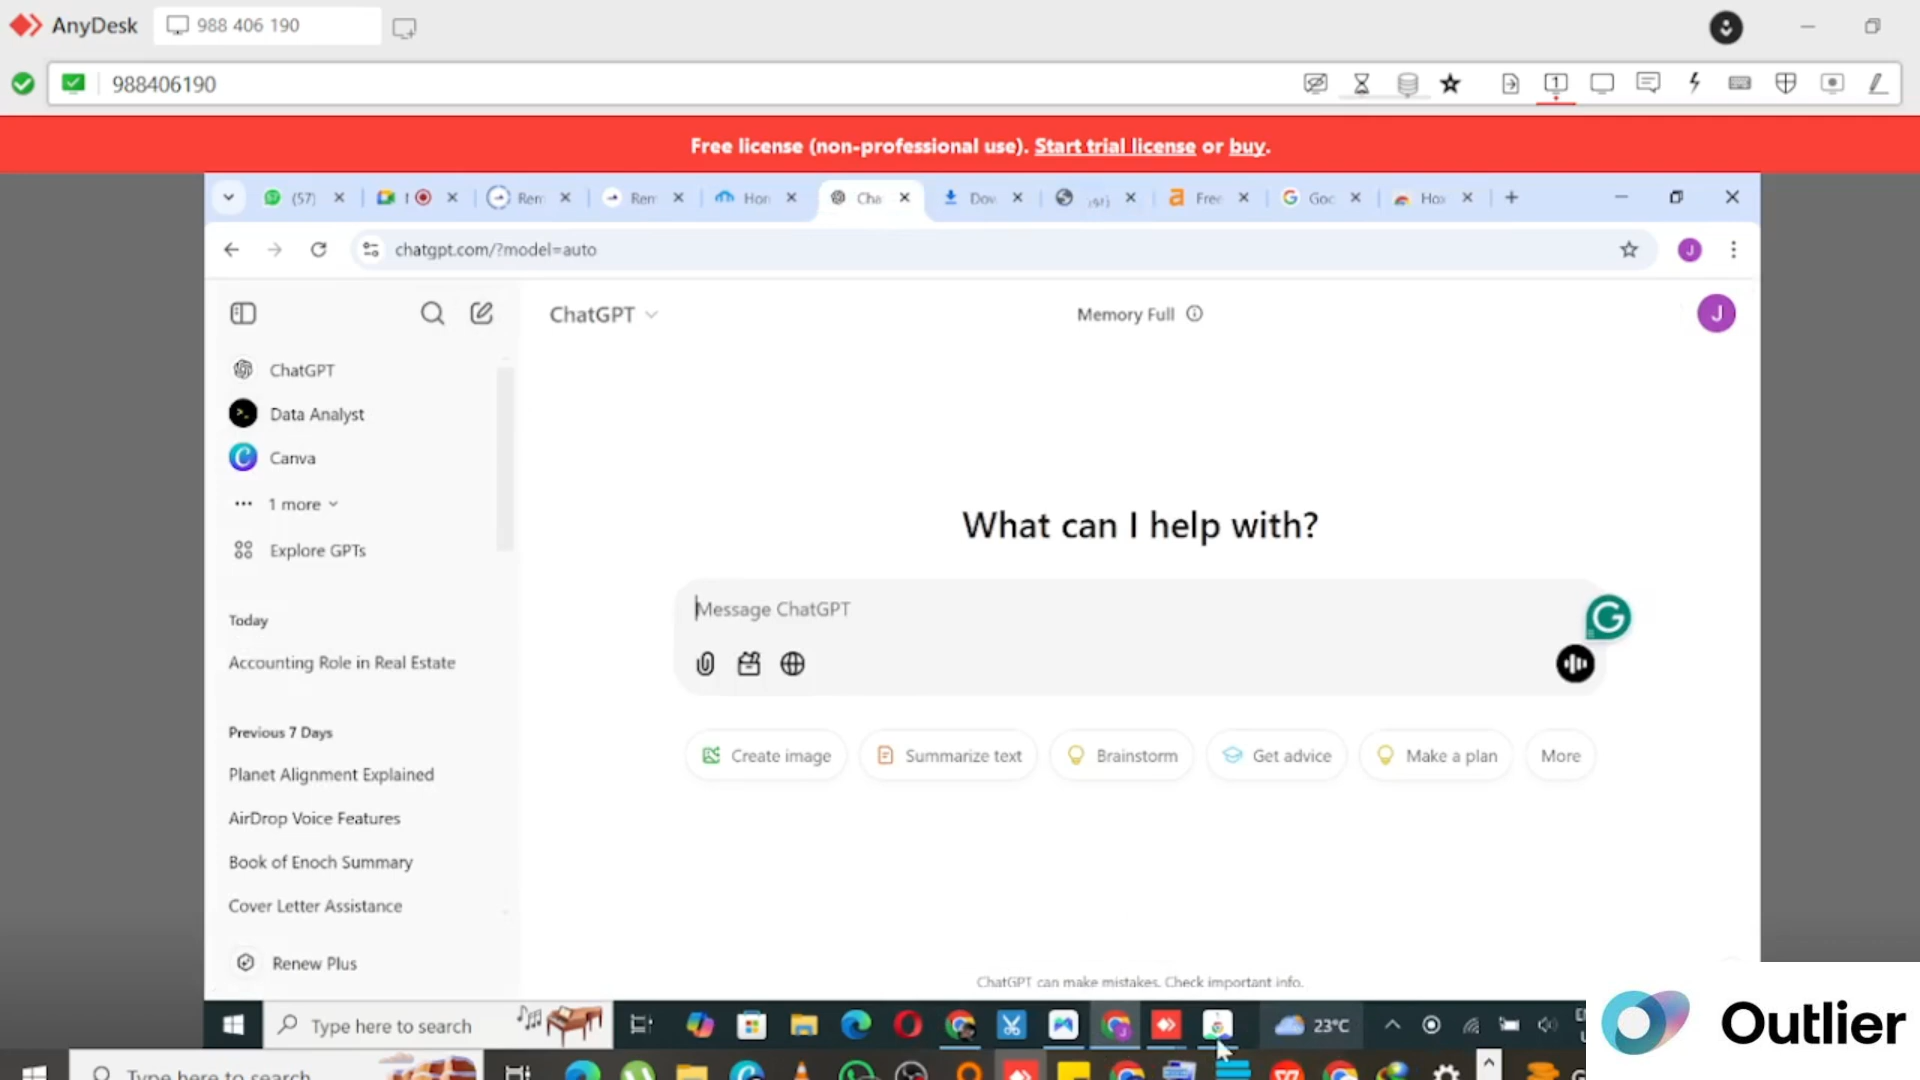 AnyDesk
988 406 190
988406190
Free license (non-professional use). Start trial license or buy.
(57)
Rem
Rem
Hon
Cha
Dov
Free
Goc
chatgpt.com/?model=auto
J
ChatGPT
Memory Full
J
ChatGPT
Data Analyst
Canva
1 more
Explore GPTs
What can I help with?
Message ChatGPT
Today
Accounting Role in Real Estate
Create image
Summarize text
Brainstorm
Get advice
Make a plan
More
Previous 7 Days
Planet Alignment Explained
AirDrop Voice Features
Book of Enoch Summary
Cover Letter Assistance
Renew Plus
ChatGPT can make mistakes. Check important info.
Type here to search
23°C
Outlier
Type here to search